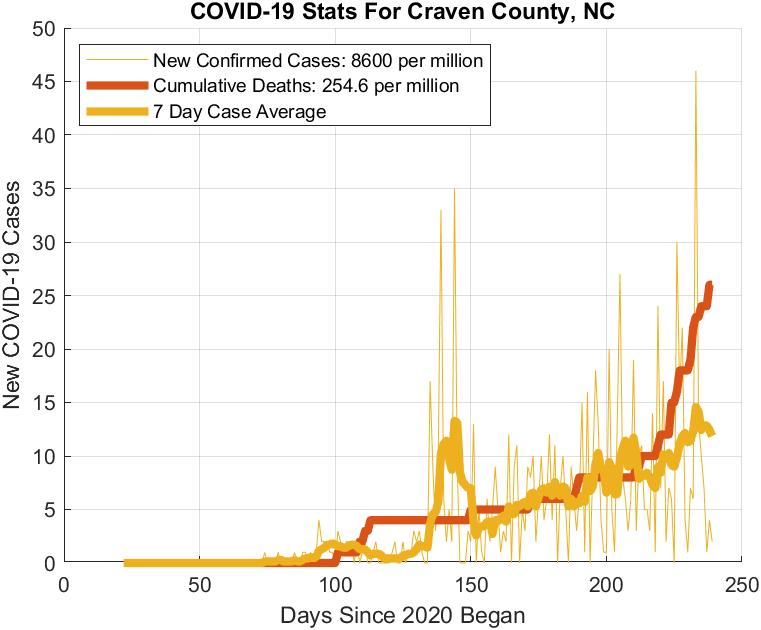 COVID-19 Stats For Craven County, NC
New COVID-19 Cases
50
45
40
35
30
25
20
15
10
5
0
New Confirmed Cases: 8600 per million
Cumulative Deaths: 254.6 per million
7 Day Case Average
0 50 100 150 200 250
Days Since 2020 Began